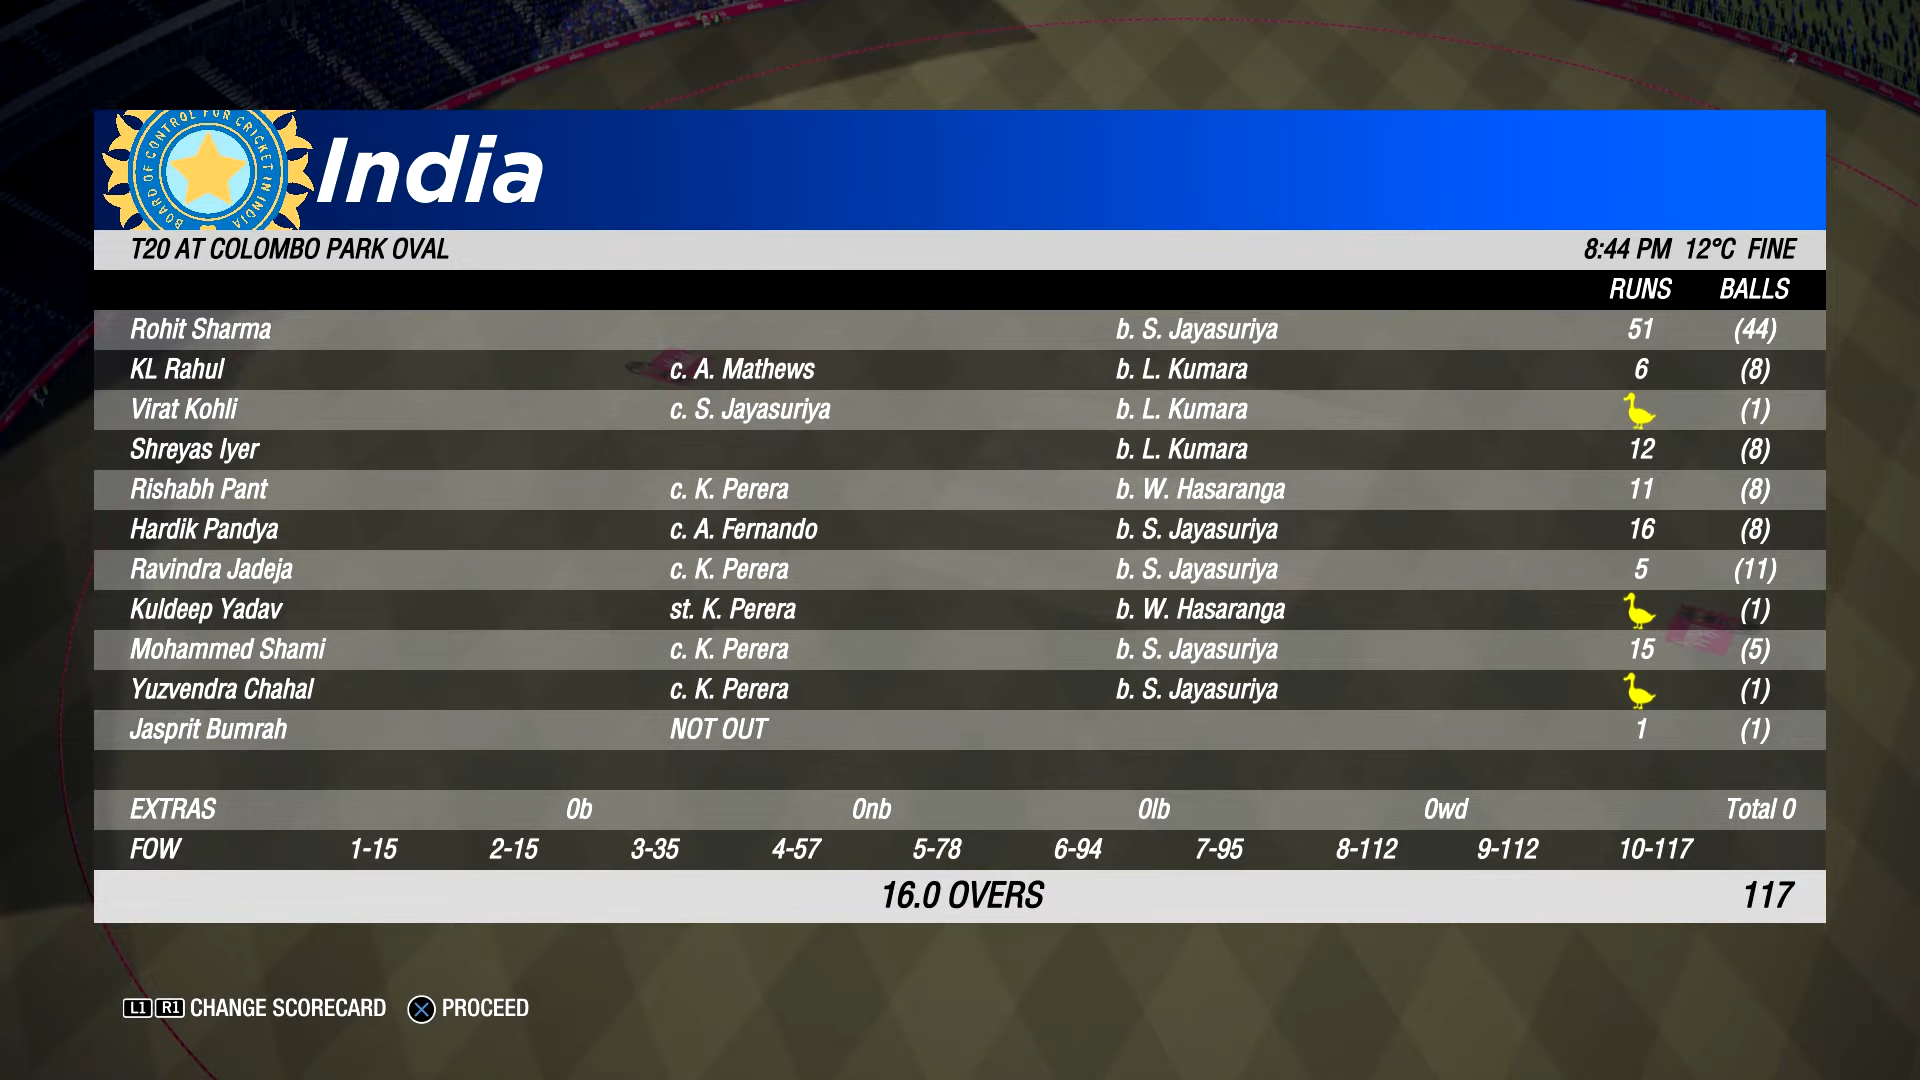 BOARD OF CONTROL FOR CRICKET IN INDIA
India
T20 AT COLOMBO PARK OVAL 8:44 PM 12°C FINE
RUNS BALLS
Rohit Sharma b. S. Jayasuriya 51 (44)
KL Rahul c. A. Mathews b. L. Kumara 6 (8)
Virat Kohli c. S. Jayasuriya b. L. Kumara (1)
Shreyas Iyer b. L. Kumara 12 (8)
Rishabh Pant c. K. Perera b. W. Hasaranga 11 (8)
Hardik Pandya c. A. Fernando b. S. Jayasuriya 16 (8)
Ravindra Jadeja c. K. Perera b. S. Jayasuriya 5 (11)
Kuldeep Yadav st. K. Perera b. W. Hasaranga (1)
Mohammed Shami c. K. Perera b. S. Jayasuriya 15 (5)
Yuzvendra Chahal c. K. Perera b. S. Jayasuriya (1)
Jasprit Bumrah NOT OUT 1 (1)
EXTRAS 0b 0nb 0lb 0wd Total 0
FOW 1-15 2-15 3-35 4-57 5-78 6-94 7-95 8-112 9-112 10-117
16.0 OVERS 117
L1 R1 CHANGE SCORECARD PROCEED